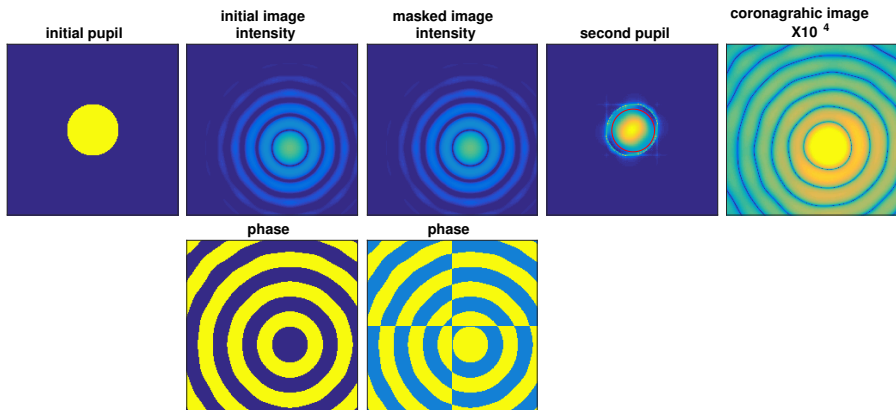 initial pupil
initial image
intensity
masked image
intensity
second pupil
coronagrahic image
X10 4
phase
phase